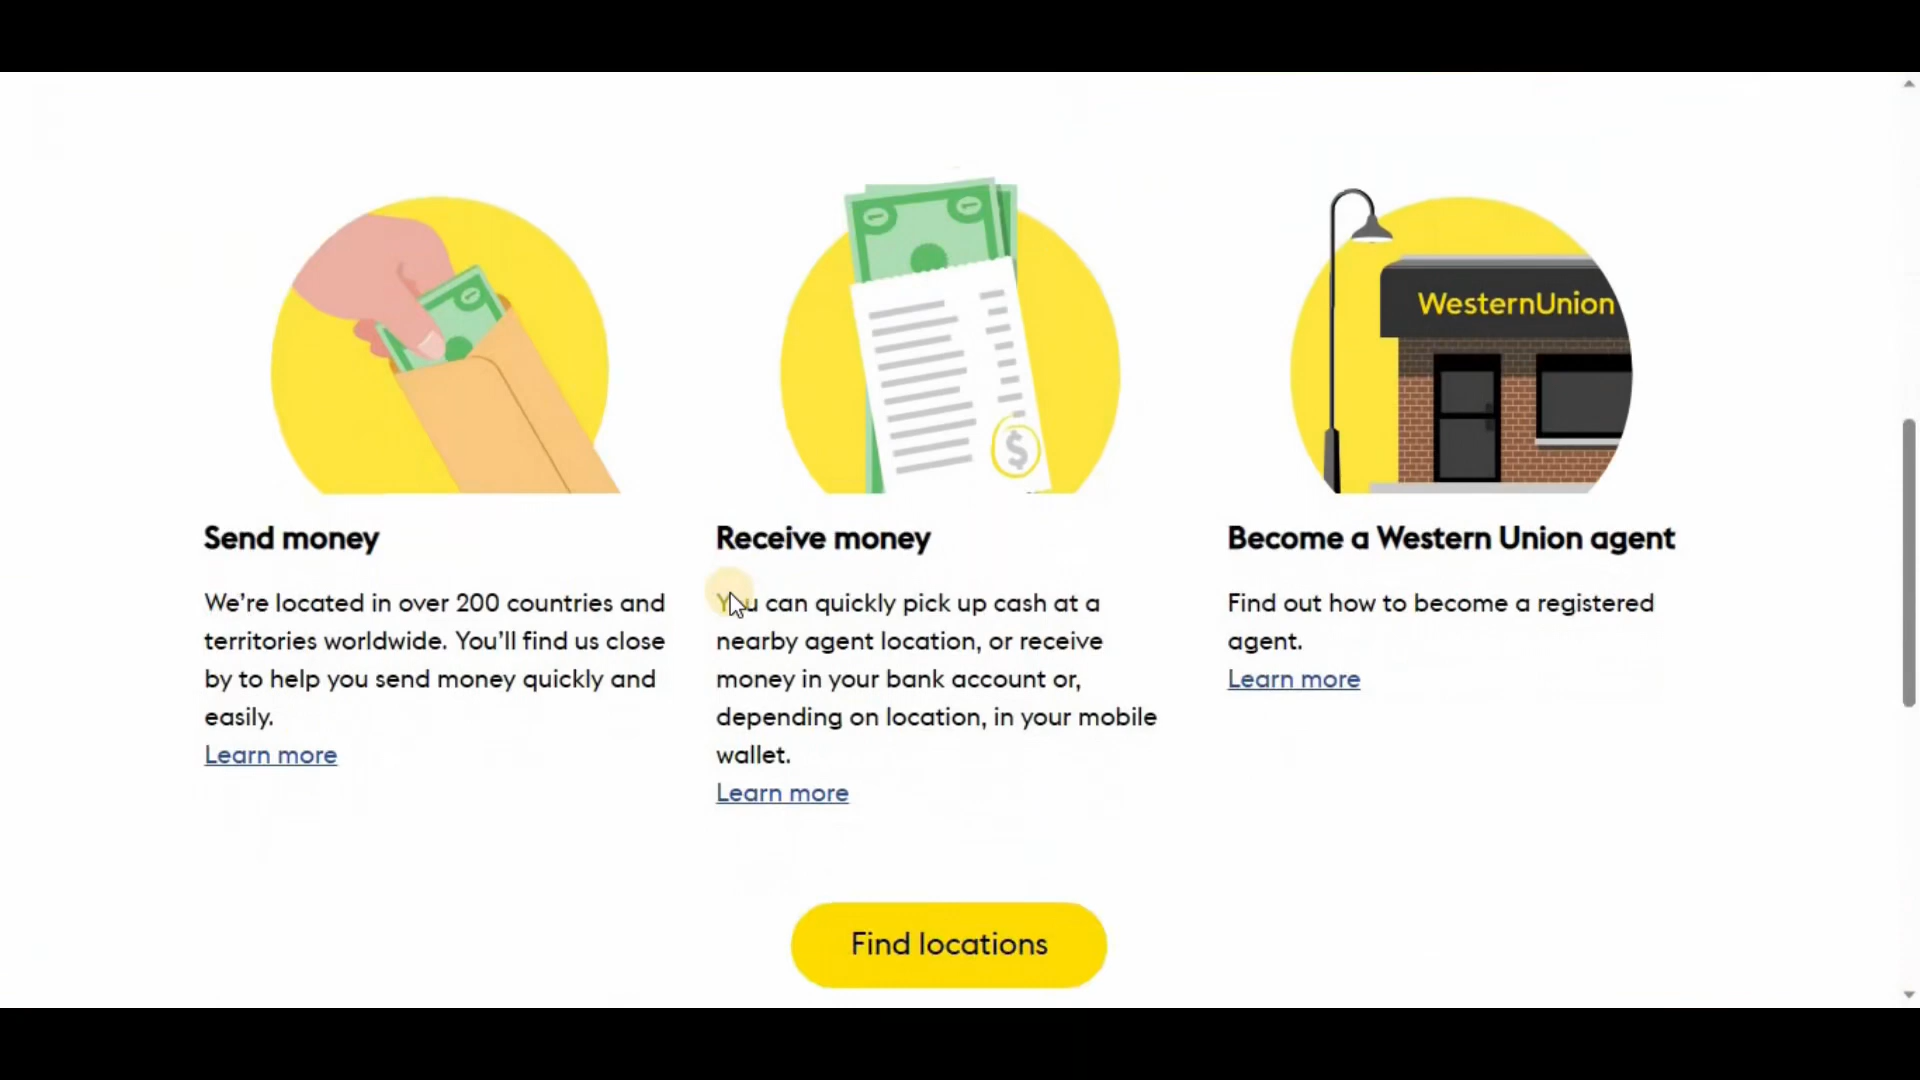 WesternUnion
Send money
We're located in over 200 countries and
territories worldwide. You'll find us close
by to help you send money quickly and
easily.
Learn more
Receive money
You can quickly pick up cash at a
nearby agent location, or receive
money in your bank account or,
depending on location, in your mobile
wallet.
Learn more
Become a Western Union agent
Find out how to become a registered
agent.
Learn more
Find locations